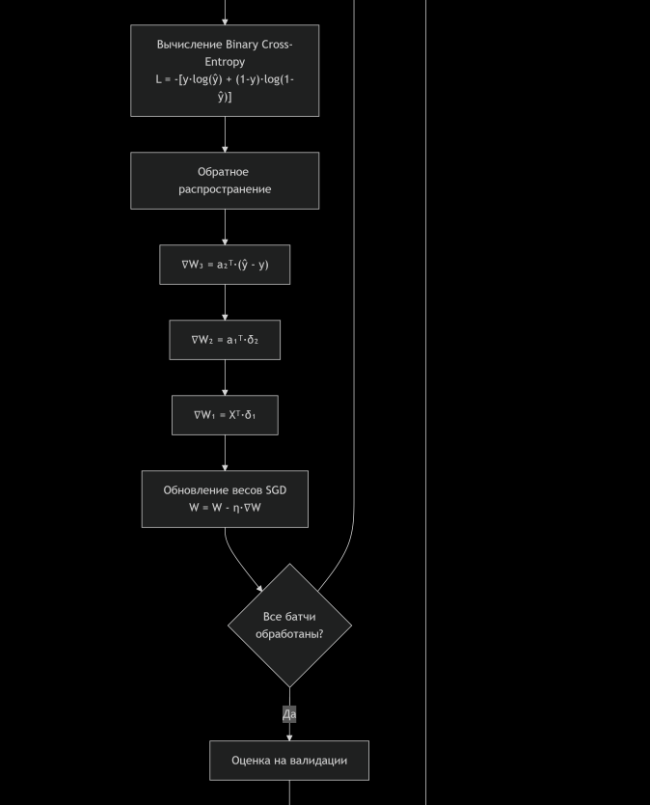 Вычисление Binary Cross-
Entropy
L = -[y·log(ŷ) + (1-y)·log(1-
ŷ)]
Обратное
распространение
∇W₃ = a₂ᵀ·(ŷ - y)
∇W₂ = a₁ᵀ·δ₂
∇W₁ = Xᵀ·δ₁
Обновление весов SGD
W = W - η·∇W
Все батчи
обработаны?
Да
Оценка на валидации